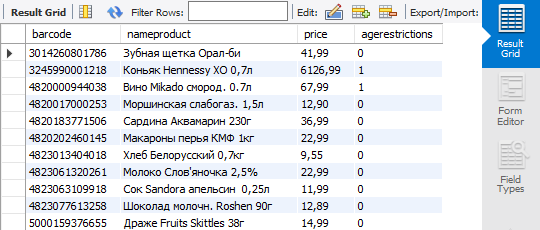 Result Grid Filter Rows: Edit: Export/Import:
barcode nameproduct price agerestrictions
3014260801786 Зубная щетка Орал-би 41,99 0
3245990001218 Коньяк Hennessy XO 0,7л 6126,99 1
4820000944038 Вино Mikado смород. 0.7л 67,99 1
4820017000253 Моршинская слабогаз. 1,5л 12,90 0
4820183771506 Сардина Аквамарин 230г 36,99 0
4820202460145 Макароны перья КМФ 1кг 22,99 0
4823013404018 Хлеб Белорусский 0,7кг 9,55 0
4823061320261 Молоко Слов'яночка 2,5% 22,99 0
4823063109918 Сок Sandora апельсин 0,25л 11,99 0
4823077613258 Шоколад молочн. Roshen 90г 12,89 0
5000159376655 Драже Fruits Skittles 38г 14,99 0
Result
Grid
Form
Editor
Field
Types